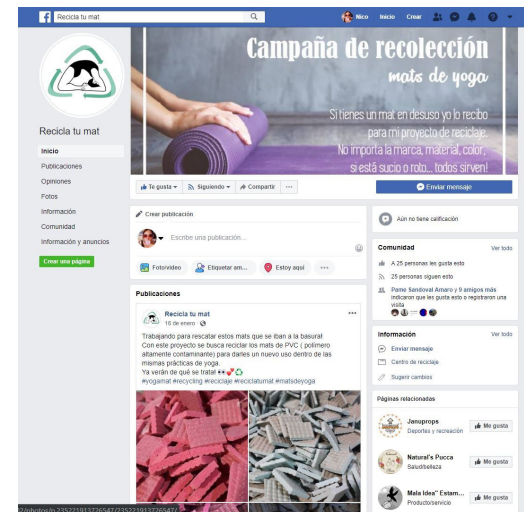 Recicla tu mat
Nico Inicio Crear
Campaña de recolección
mats de yoga
Si tienes un mat en desuso yo lo recibo
para mi proyecto de reciclaje.
No importa la marca, material, color,
si está sucio o roto... todos sirven!
Recicla tu mat
Inicio
Publicaciones
Opiniones
Fotos
Información
Comunidad
Información y anuncios
Crear una página
Te gusta Siguiendo Compartir ...
Enviar mensaje
Crear publicación
Escribe una publicación...
Foto/video Etiquetar am... Estoy aquí ...
Publicaciones
Recicla tu mat
16 de enero
Trabajando para rescatar estos mats que se iban a la basura!
Con este proyecto se busca reciclar los mats de PVC ( polímero
altamente contaminante) para darles un nuevo uso dentro de las
mismas prácticas de yoga.
Ya verán de qué se trata!
#yogamat #recycling #reciclaje #reciclatumat #matsdeyoga
Aún no tiene calificación
Comunidad Ver todo
A 25 personas les gusta esto
25 personas siguen esto
Pame Sandoval Amaro y 9 amigos más
indicaron que les gusta esto o registraron una
visita
Información Ver todo
Enviar mensaje
Centro de reciclaje
Sugerir cambios
Páginas relacionadas
Januprops
Deportes y recreación
Me gusta
Natural's Pucca
Salud/belleza
Me gusta
Mala Idea" Estam...
Producto/servicio
Me gusta